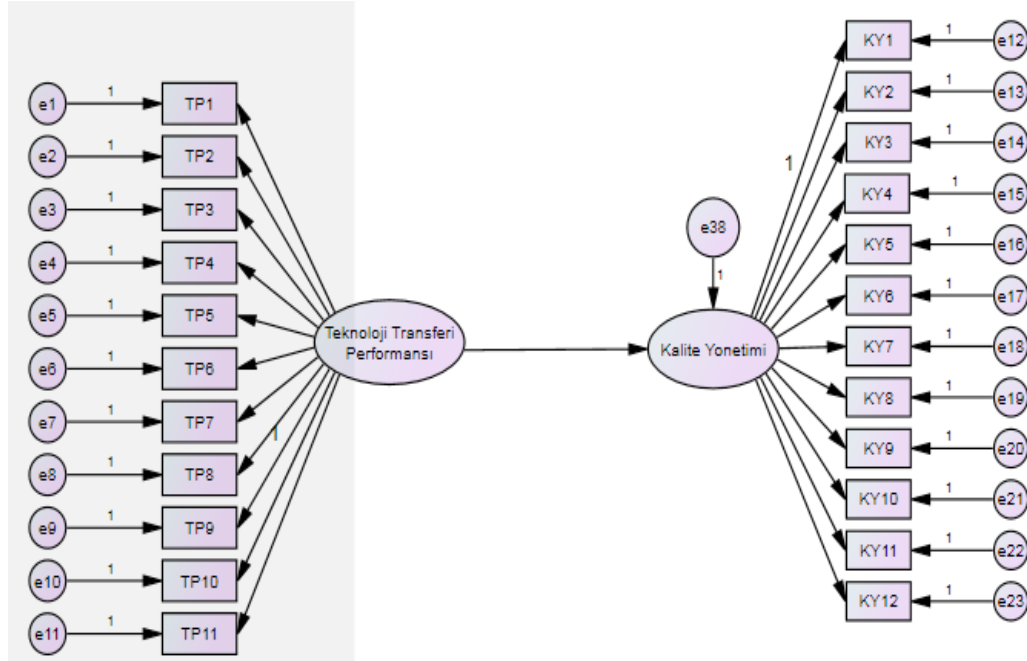 KY1
1
e12
KY2
1
e13
e1
1
TP1
KY3
1
e14
e2
1
TP2
1
KY4
1
e15
e3
1
TP3
e38
KY5
1
e16
e4
1
TP4
1
KY6
1
e17
e5
1
TP5
Teknoloji Transferi
Performansı
Kalite Yonetimi
KY7
1
e18
e6
1
TP6
KY8
1
e19
e7
1
TP7
1
KY9
1
e20
e8
1
TP8
KY10
1
e21
e9
1
TP9
KY11
1
e22
e10
1
TP10
KY12
1
e23
e11
1
TP11